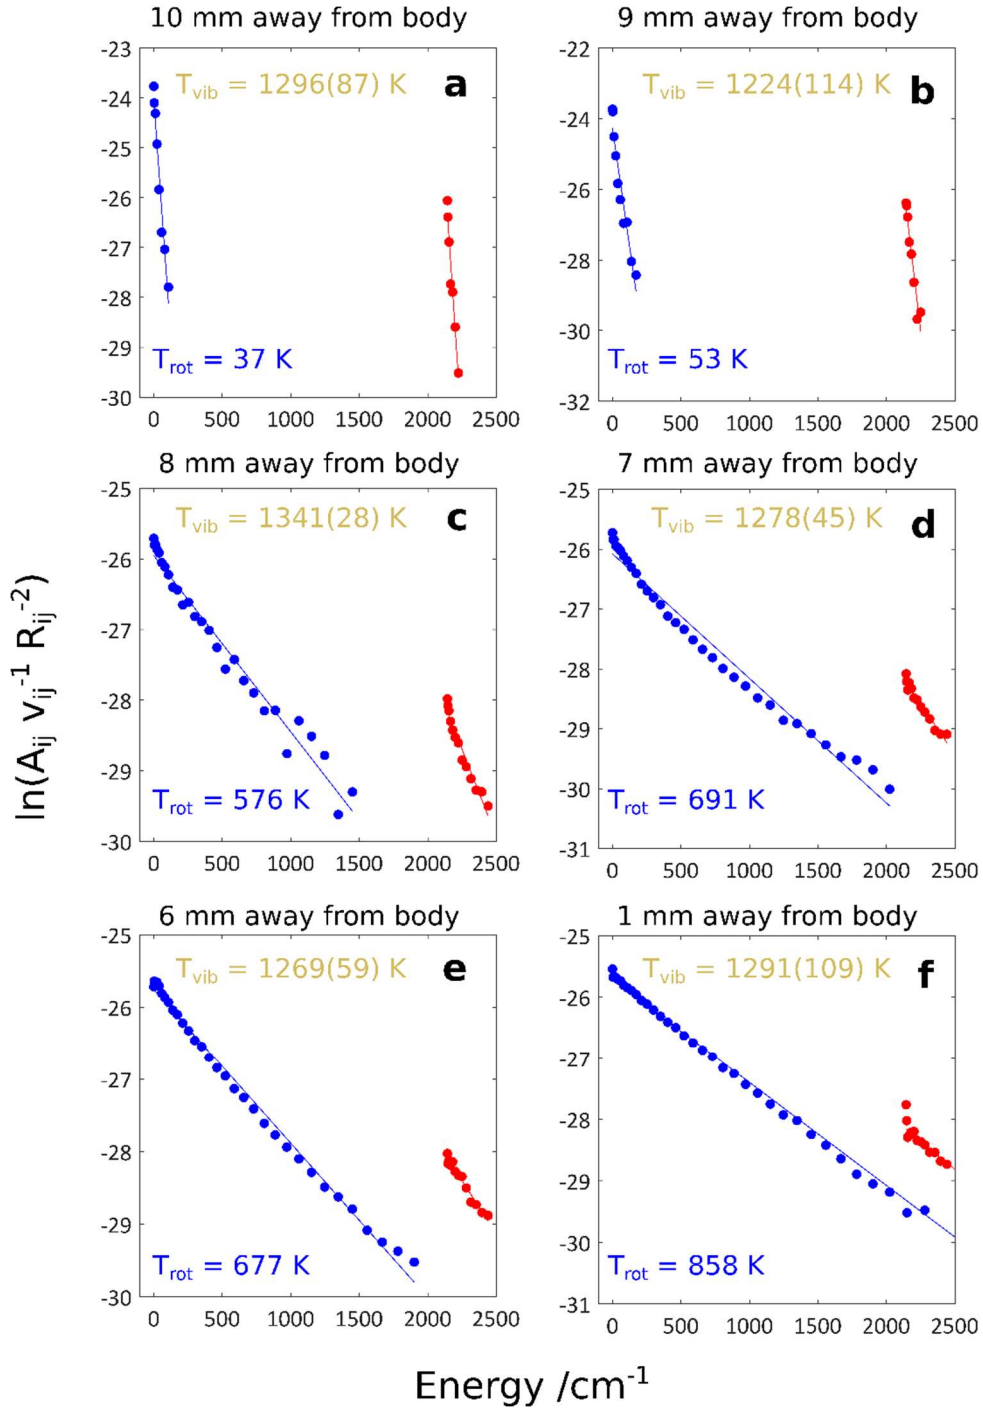 10 mm away from body
9 mm away from body
-23
-24
-25
-26
-27
-28
-29
-30
T_vib = 1296(87) K
a
T_rot = 37 K
0 500 1000 1500 2000 2500
-22
-24
-26
-28
-30
-32
T_vib = 1224(114) K
b
T_rot = 53 K
0 500 1000 1500 2000 2500
8 mm away from body
7 mm away from body
-25
-26
-27
-28
-29
-30
T_vib = 1341(28) K
c
T_rot = 576 K
0 500 1000 1500 2000 2500
-25
-26
-27
-28
-29
-30
-31
T_vib = 1278(45) K
d
T_rot = 691 K
0 500 1000 1500 2000 2500
6 mm away from body
1 mm away from body
-25
-26
-27
-28
-29
-30
T_vib = 1269(59) K
e
T_rot = 677 K
0 500 1000 1500 2000 2500
-25
-26
-27
-28
-29
-30
-31
T_vib = 1291(109) K
f
T_rot = 858 K
0 500 1000 1500 2000 2500
ln(A_ij v_ij^-1 R_ij^-2)
Energy /cm^-1